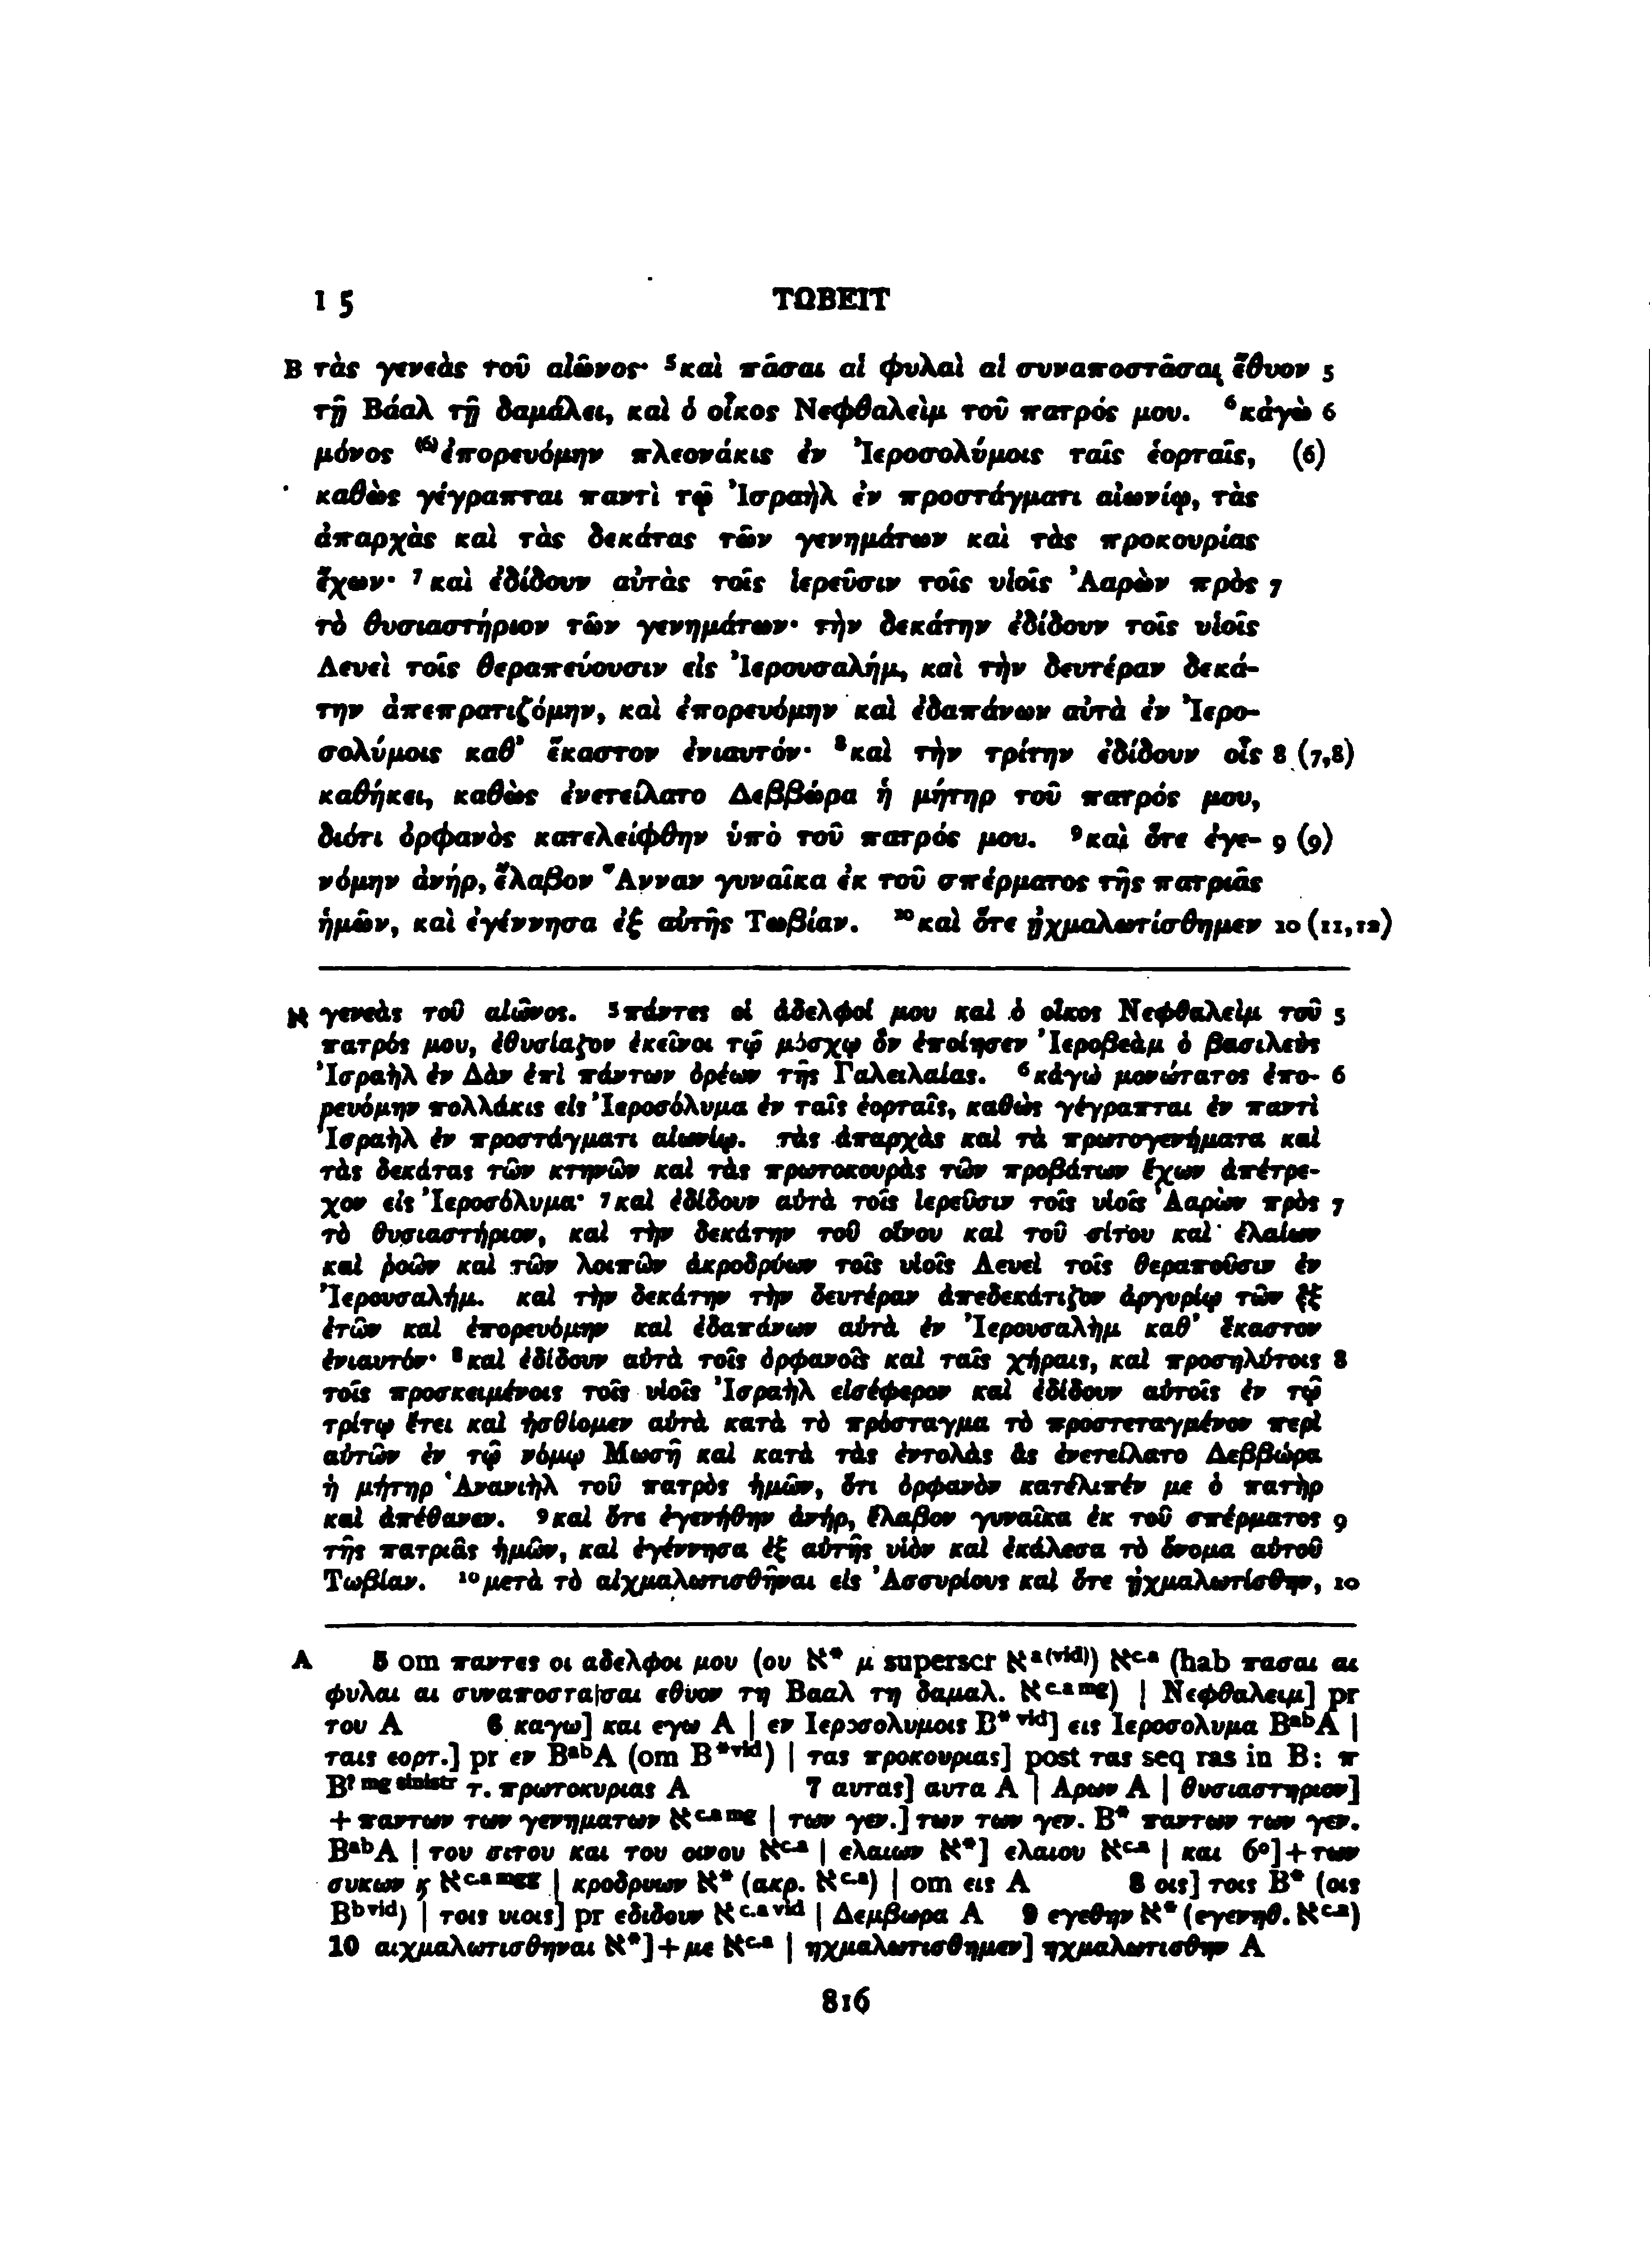 I 5 ΤΩΒΕΙΤ
B τὰς γενεὰς τοῦ αἰῶνος· ⁵καὶ πᾶσαι αἱ φυλαὶ αἱ συναποστᾶσαι ἔθυον 5
τῇ Βάαλ τῇ δαμάλει, καὶ ὁ οἶκος Νεφθαλεὶμ τοῦ πατρός μου. ⁶κἀγὼ 6
μόνος ⁽⁶⁾ἐπορευόμην πλεονάκις ἐν Ἰεροσολύμοις ταῖς ἑορταῖς, (6)
καθὼς γέγραπται παντὶ τῷ Ἰσραὴλ ἐν προστάγματι αἰωνίῳ, τὰς
ἀπαρχὰς καὶ τὰς δεκάτας τῶν γενημάτων καὶ τὰς προκουρίας
ἔχων· ⁷καὶ ἐδίδουν αὐτὰς τοῖς ἱερεῦσιν τοῖς υἱοῖς Ἀαρὼν πρὸς 7
τὸ θυσιαστήριον τῶν γενημάτων· τὴν δεκάτην ἐδίδουν τοῖς υἱοῖς
Λευεὶ τοῖς θεραπεύουσιν εἰς Ἰερουσαλήμ, καὶ τὴν δευτέραν δεκά-
την ἀπεπρατιζόμην, καὶ ἐπορευόμην καὶ ἐδαπάνων αὐτὰ ἐν Ἰερο-
σολύμοις καθ᾽ ἕκαστον ἐνιαυτόν· ⁸καὶ τὴν τρίτην ἐδίδουν οἷς 8 (7,8)
καθήκει, καθὼς ἐνετείλατο Δεββώρα ἡ μήτηρ τοῦ πατρός μου,
διότι ὀρφανὸς κατελείφθην ὑπὸ τοῦ πατρός μου. ⁹καὶ ὅτε ἐγε- 9 (9)
νόμην ἀνήρ, ἔλαβον Ἄνναν γυναῖκα ἐκ τοῦ σπέρματος τῆς πατριᾶς
ἡμῶν, καὶ ἐγέννησα ἐξ αὐτῆς Τωβίαν. ¹⁰καὶ ὅτε ᾐχμαλωτίσθημεν 10 (11,12)
א γενεὰς τοῦ αἰῶνος. ⁵πάντες οἱ ἀδελφοί μου καὶ ὁ οἶκος Νεφθαλεὶμ τοῦ 5
πατρός μου, ἐθυσίαζον ἐκεῖνοι τῷ μόσχῳ ὃν ἐποίησεν Ἰεροβεὰμ ὁ βασιλεὺς
Ἰσραὴλ ἐν Δὰν ἐπὶ πάντων ὀρέων τῆς Γαλειλαίας. ⁶κἀγὼ μονώτατος ἐπο- 6
ρευόμην πολλάκις εἰς Ἰεροσόλυμα ἐν ταῖς ἑορταῖς, καθὼς γέγραπται ἐν παντὶ
Ἰσραὴλ ἐν προστάγματι αἰωνίῳ. τὰς ἀπαρχὰς καὶ τὰ πρωτογενήματα καὶ
τὰς δεκάτας τῶν κτηνῶν καὶ τὰς πρωτοκουρὰς τῶν προβάτων ἔχων ἀπέτρε-
χον εἰς Ἰεροσόλυμα· ⁷καὶ ἐδίδουν αὐτὰ τοῖς ἱερεῦσιν τοῖς υἱοῖς Ἀαρὼν πρὸς 7
τὸ θυσιαστήριον, καὶ τὴν δεκάτην τοῦ οἴνου καὶ τοῦ σίτου καὶ ἐλαίων
καὶ ῥοῶν καὶ τῶν λοιπῶν ἀκροδρύων τοῖς υἱοῖς Λευεὶ τοῖς θεραποῦσιν ἐν
Ἰερουσαλήμ. καὶ τὴν δεκάτην τὴν δευτέραν ἀπεδεκάτιζον ἀργυρίῳ τῶν ἓξ
ἐτῶν καὶ ἐπορευόμην καὶ ἐδαπάνων αὐτὰ ἐν Ἰερουσαλὴμ καθ᾽ ἕκαστον
ἐνιαυτόν· ⁸καὶ ἐδίδουν αὐτὰ τοῖς ὀρφανοῖς καὶ ταῖς χήραις, καὶ προσηλύτοις 8
τοῖς προσκειμένοις τοῖς υἱοῖς Ἰσραὴλ εἰσέφερον καὶ ἐδίδουν αὐτοῖς ἐν τῷ
τρίτῳ ἔτει καὶ ἠσθίομεν αὐτὰ κατὰ τὸ πρόσταγμα τὸ προστεταγμένον περὶ
αὐτῶν ἐν τῷ νόμῳ Μωσῆ καὶ κατὰ τὰς ἐντολὰς ἃς ἐνετείλατο Δεββώρα
ἡ μήτηρ Ἁνανιὴλ τοῦ πατρὸς ἡμῶν, ὅτι ὀρφανὸν κατέλιπέν με ὁ πατὴρ
καὶ ἀπέθανεν. ⁹καὶ ὅτε ἐγενήθην ἀνήρ, ἔλαβον γυναῖκα ἐκ τοῦ σπέρματος 9
τῆς πατριᾶς ἡμῶν, καὶ ἐγέννησα ἐξ αὐτῆς υἱὸν καὶ ἐκάλεσα τὸ ὄνομα αὐτοῦ
Τωβίαν. ¹⁰μετὰ τὸ αἰχμαλωτισθῆναι εἰς Ἀσσυρίους καὶ ὅτε ᾐχμαλωτίσθην, 10
A 5 om παντες οι αδελφοι μου (ου א* μ superscr א^a(vid)) א^c.a (hab πασαι αι
φυλαι αι συναποστα|σαι εθυον τη Βααλ τη δαμαλ. א^c.a mg) | Νεφθαλειμ] pr
του A 6 καγω] και εγω A | εν Ιεροσολυμοις B*vid] εις Ιεροσολυμα B^abA |
ταις εορτ.] pr εν B^abA (om B*vid) | τας προκουριας] post τας seq ras in B: π
B^? mg sinistr τ. πρωτοκυριας A 7 αυτας] αυτα A | Αρων A | θυσιαστηριον]
+ παντων των γενηματων א^c.a mg | των γεν.] των των γεν. B* παντων των γεν.
B^abA | του σιτου και του οινου א^c.a | ελαιων א*] ελαιου א^c.a | και 6º]+των
συκων ϗ א^c.a mgg | κροδρυων א* (ακρ. א^c.a) | om εις A 8 οις] τοις B* (οις
B^b vid) | τοις υιοις] pr εδιδουν א^c.a vid | Δεμβωρα A 9 εγεθην א* (εγενηθ. א^c.a)
10 αιχμαλωτισθηναι א*]+με א^c.a | ηχμαλωτισθημεν] ηχμαλωτισθην A
816